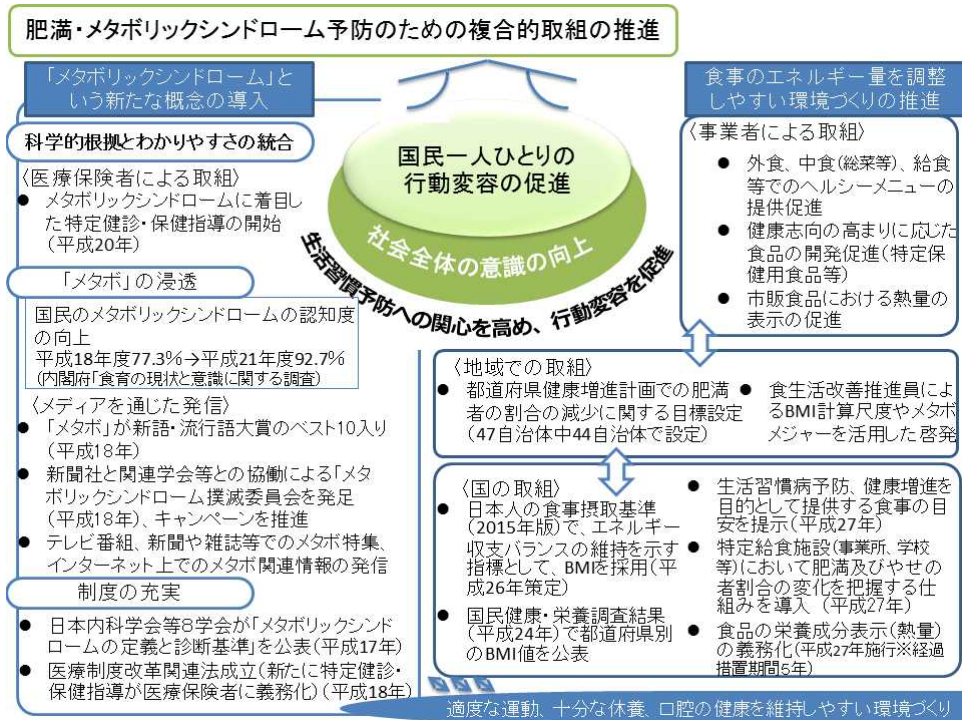 肥満・メタボリックシンドローム予防のための複合的取組の推進
「メタボリックシンドローム」と
いう新たな概念の導入
科学的根拠とわかりやすさの統合
〈医療保険者による取組〉
● メタボリックシンドロームに着目し
た特定健診・保健指導の開始
(平成20年)
「メタボ」の浸透
国民のメタボリックシンドロームの認知度
の向上
平成18年度77.3%→平成21年度92.7%
(内閣府「食育の現状と意識に関する調査)
〈メディアを通じた発信〉
● 「メタボ」が新語・流行語大賞のベスト10入り
(平成18年)
● 新聞社と関連学会等との協働による「メタ
ボリックシンドローム撲滅委員会を発足
(平成18年)、キャンペーンを推進
● テレビ番組、新聞や雑誌等でのメタボ特集、
インターネット上でのメタボ関連情報の発信
制度の充実
● 日本内科学会等8学会が「メタボリックシンド
ロームの定義と診断基準」を公表(平成17年)
● 医療制度改革関連法成立(新たに特定健診・
保健指導が医療保険者に義務化)(平成18年)
国民一人ひとりの
行動変容の促進
社会全体の意識の向上
生活習慣予防への関心を高め、行動変容を促進
食事のエネルギー量を調整
しやすい環境づくりの推進
〈事業者による取組〉
● 外食、中食(総菜等)、給食
等でのヘルシーメニューの
提供促進
● 健康志向の高まりに応じた
食品の開発促進(特定保
健用食品等)
● 市販食品における熱量の
表示の促進
〈地域での取組〉
● 都道府県健康増進計画での肥満
者の割合の減少に関する目標設定
(47自治体中44自治体で設定)
● 食生活改善推進員によ
るBMI計算尺度やメタボ
メジャーを活用した啓発
〈国の取組〉
● 日本人の食事摂取基準
(2015年版)で、エネルギー
収支バランスの維持を示す
指標として、BMIを採用(平
成26年策定)
● 国民健康・栄養調査結果
(平成24年)で都道府県別
のBMI値を公表
● 生活習慣病予防、健康増進を
目的として提供する食事の目
安を提示(平成27年)
● 特定給食施設(事業所、学校
等)において肥満及びやせの
者割合の変化を把握する仕
組みを導入 (平成27年)
● 食品の栄養成分表示(熱量)
の義務化(平成27年施行※経過
措置期間5年)
適度な運動、十分な休養、口腔の健康を維持しやすい環境づくり